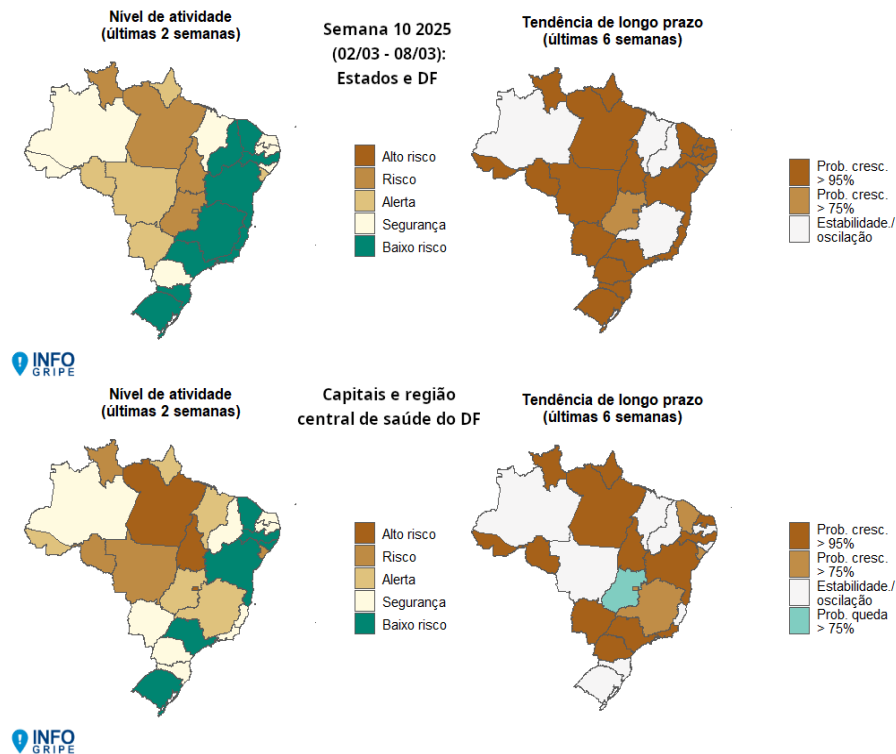 Nível de atividade
(últimas 2 semanas)
Semana 10 2025
(02/03 - 08/03):
Estados e DF
Tendência de longo prazo
(últimas 6 semanas)
Alto risco
Risco
Alerta
Segurança
Baixo risco
Prob. cresc.
> 95%
Prob. cresc.
> 75%
Estabilidade./
oscilação
INFO
GRIPE
Nível de atividade
(últimas 2 semanas)
Capitais e região
central de saúde do DF
Tendência de longo prazo
(últimas 6 semanas)
Alto risco
Risco
Alerta
Segurança
Baixo risco
Prob. cresc.
> 95%
Prob. cresc.
> 75%
Estabilidade./
oscilação
Prob. queda
> 75%
INFO
GRIPE